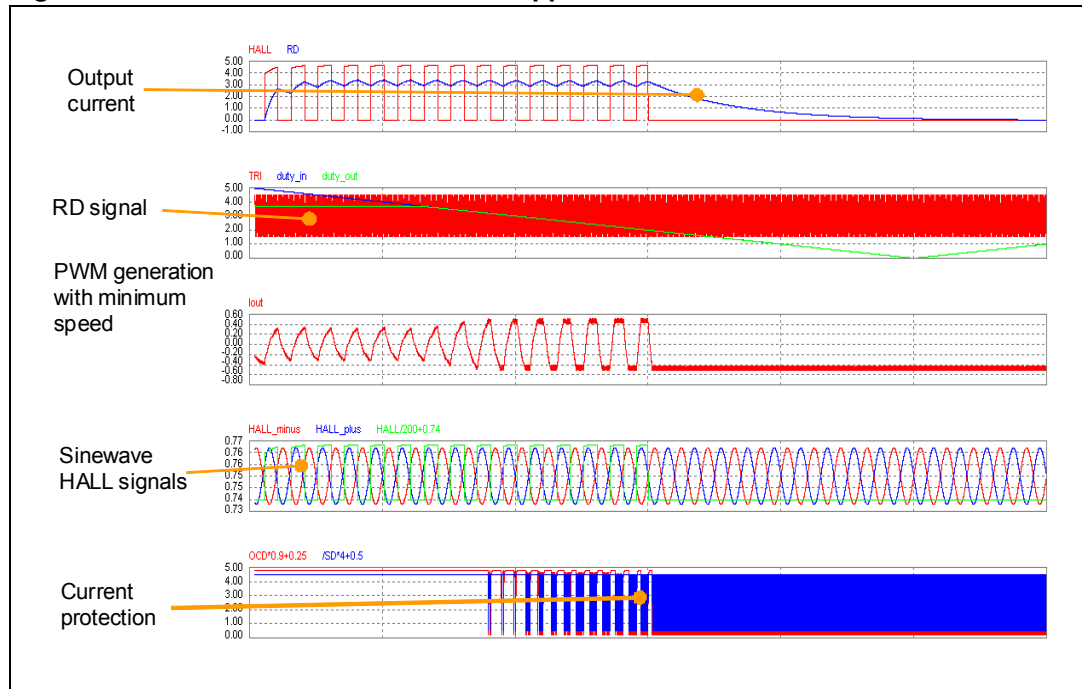 HALL RD
Output
current
5.00
4.00
3.00
2.00
1.00
0.00
-1.00
TRI duty_in duty_out
RD signal
5.00
4.00
3.00
2.00
1.00
0.00
PWM generation
with minimum
speed
Iout
0.60
0.40
0.20
-0.00
-0.20
-0.40
-0.60
-0.80
HALL_minus HALL_plus HALL/200+0.74
Sinewave
HALL signals
0.77
0.76
0.76
0.75
0.75
0.74
0.74
0.73
OCD*0.9+0.25 /SD*4+0.5
Current
protection
5.00
4.00
3.00
2.00
1.00
0.00